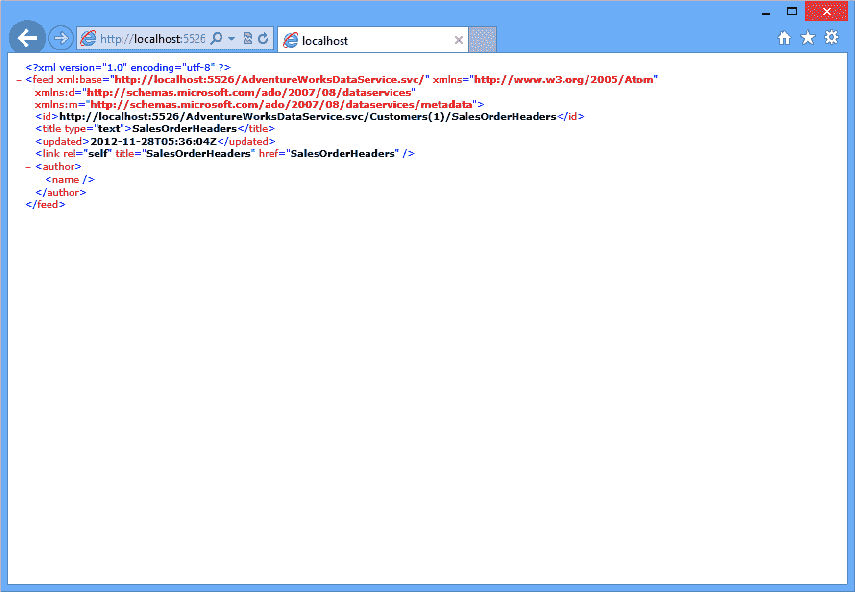 http://localhost:5526
localhost
<?xml version="1.0" encoding="utf-8" ?>
- <feed xml:base="http://localhost:5526/AdventureWorksDataService.svc/" xmlns="http://www.w3.org/2005/Atom"
xmlns:d="http://schemas.microsoft.com/ado/2007/08/dataservices"
xmlns:m="http://schemas.microsoft.com/ado/2007/08/dataservices/metadata">
<id>http://localhost:5526/AdventureWorksDataService.svc/Customers(1)/SalesOrderHeaders</id>
<title type="text">SalesOrderHeaders</title>
<updated>2012-11-28T05:36:04Z</updated>
<link rel="self" title="SalesOrderHeaders" href="SalesOrderHeaders" />
- <author>
<name />
</author>
</feed>